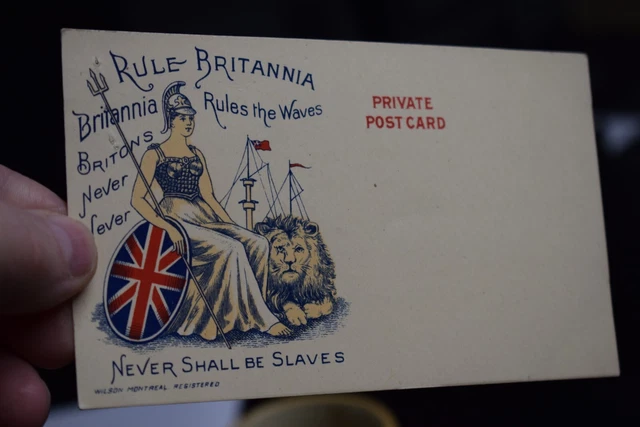 RULE BRITANNIA
Britannia Rules the Waves
BRITONS
Never
Never
NEVER SHALL BE SLAVES
WILSON MONTREAL REGISTERED
PRIVATE
POST CARD